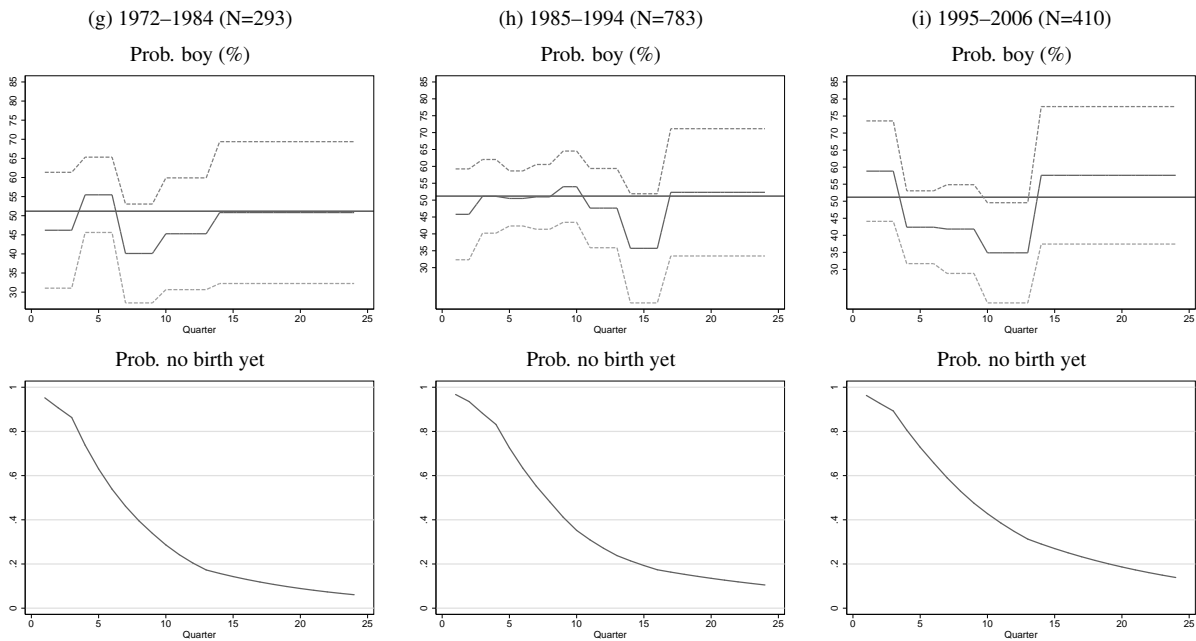 (g) 1972–1984 (N=293)
(h) 1985–1994 (N=783)
(i) 1995–2006 (N=410)
Prob. boy (%)
Prob. boy (%)
Prob. boy (%)
85
80
75
70
65
60
55
50
45
40
35
30
0 5 10 15 20 25
Quarter
85
80
75
70
65
60
55
50
45
40
35
30
0 5 10 15 20 25
Quarter
85
80
75
70
65
60
55
50
45
40
35
30
0 5 10 15 20 25
Quarter
Prob. no birth yet
Prob. no birth yet
Prob. no birth yet
1
.8
.6
.4
.2
0
0 5 10 15 20 25
Quarter
1
.8
.6
.4
.2
0
0 5 10 15 20 25
Quarter
1
.8
.6
.4
.2
0
0 5 10 15 20 25
Quarter